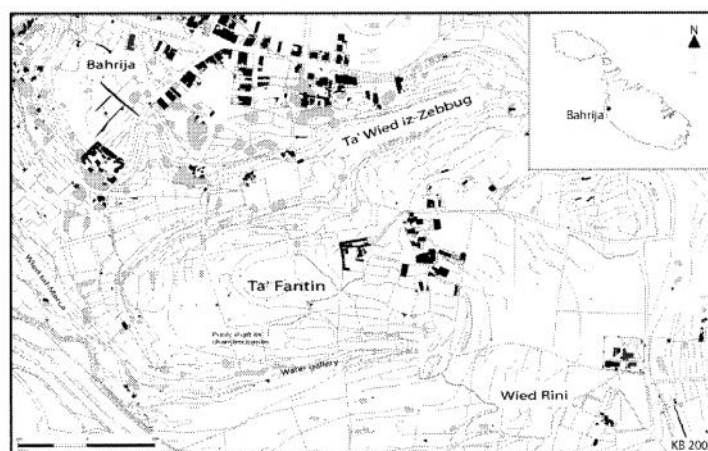 Bahrija
Ta' Wied iz-Zebbug
N
Bahrija
Ta' Fantin
Water gallery
Wied Rini
KB 200